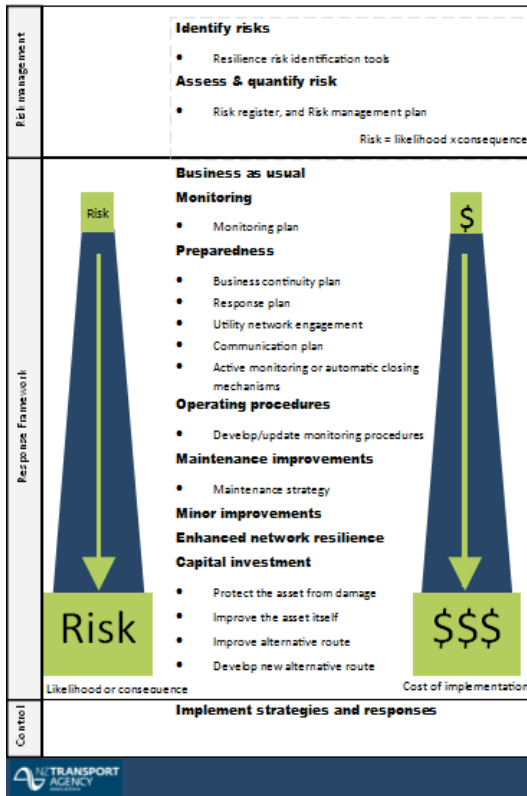 Risk management
Identify risks
• Resilience risk identification tools
Assess & quantify risk
• Risk register, and Risk management plan
Risk = likelihood x consequence
Response Framework
Business as usual
Monitoring
• Monitoring plan
Preparedness
• Business continuity plan
• Response plan
• Utility network engagement
• Communication plan
• Active monitoring or automatic closing
mechanisms
Operating procedures
• Develop/update monitoring procedures
Maintenance improvements
• Maintenance strategy
Minor improvements
Enhanced network resilience
Capital investment
• Protect the asset from damage
• Improve the asset itself
• Improve alternative route
• Develop new alternative route
Risk
Risk
Likelihood or consequence
$
$$$
Cost of implementation
Control
Implement strategies and responses
NZ TRANSPORT
AGENCY